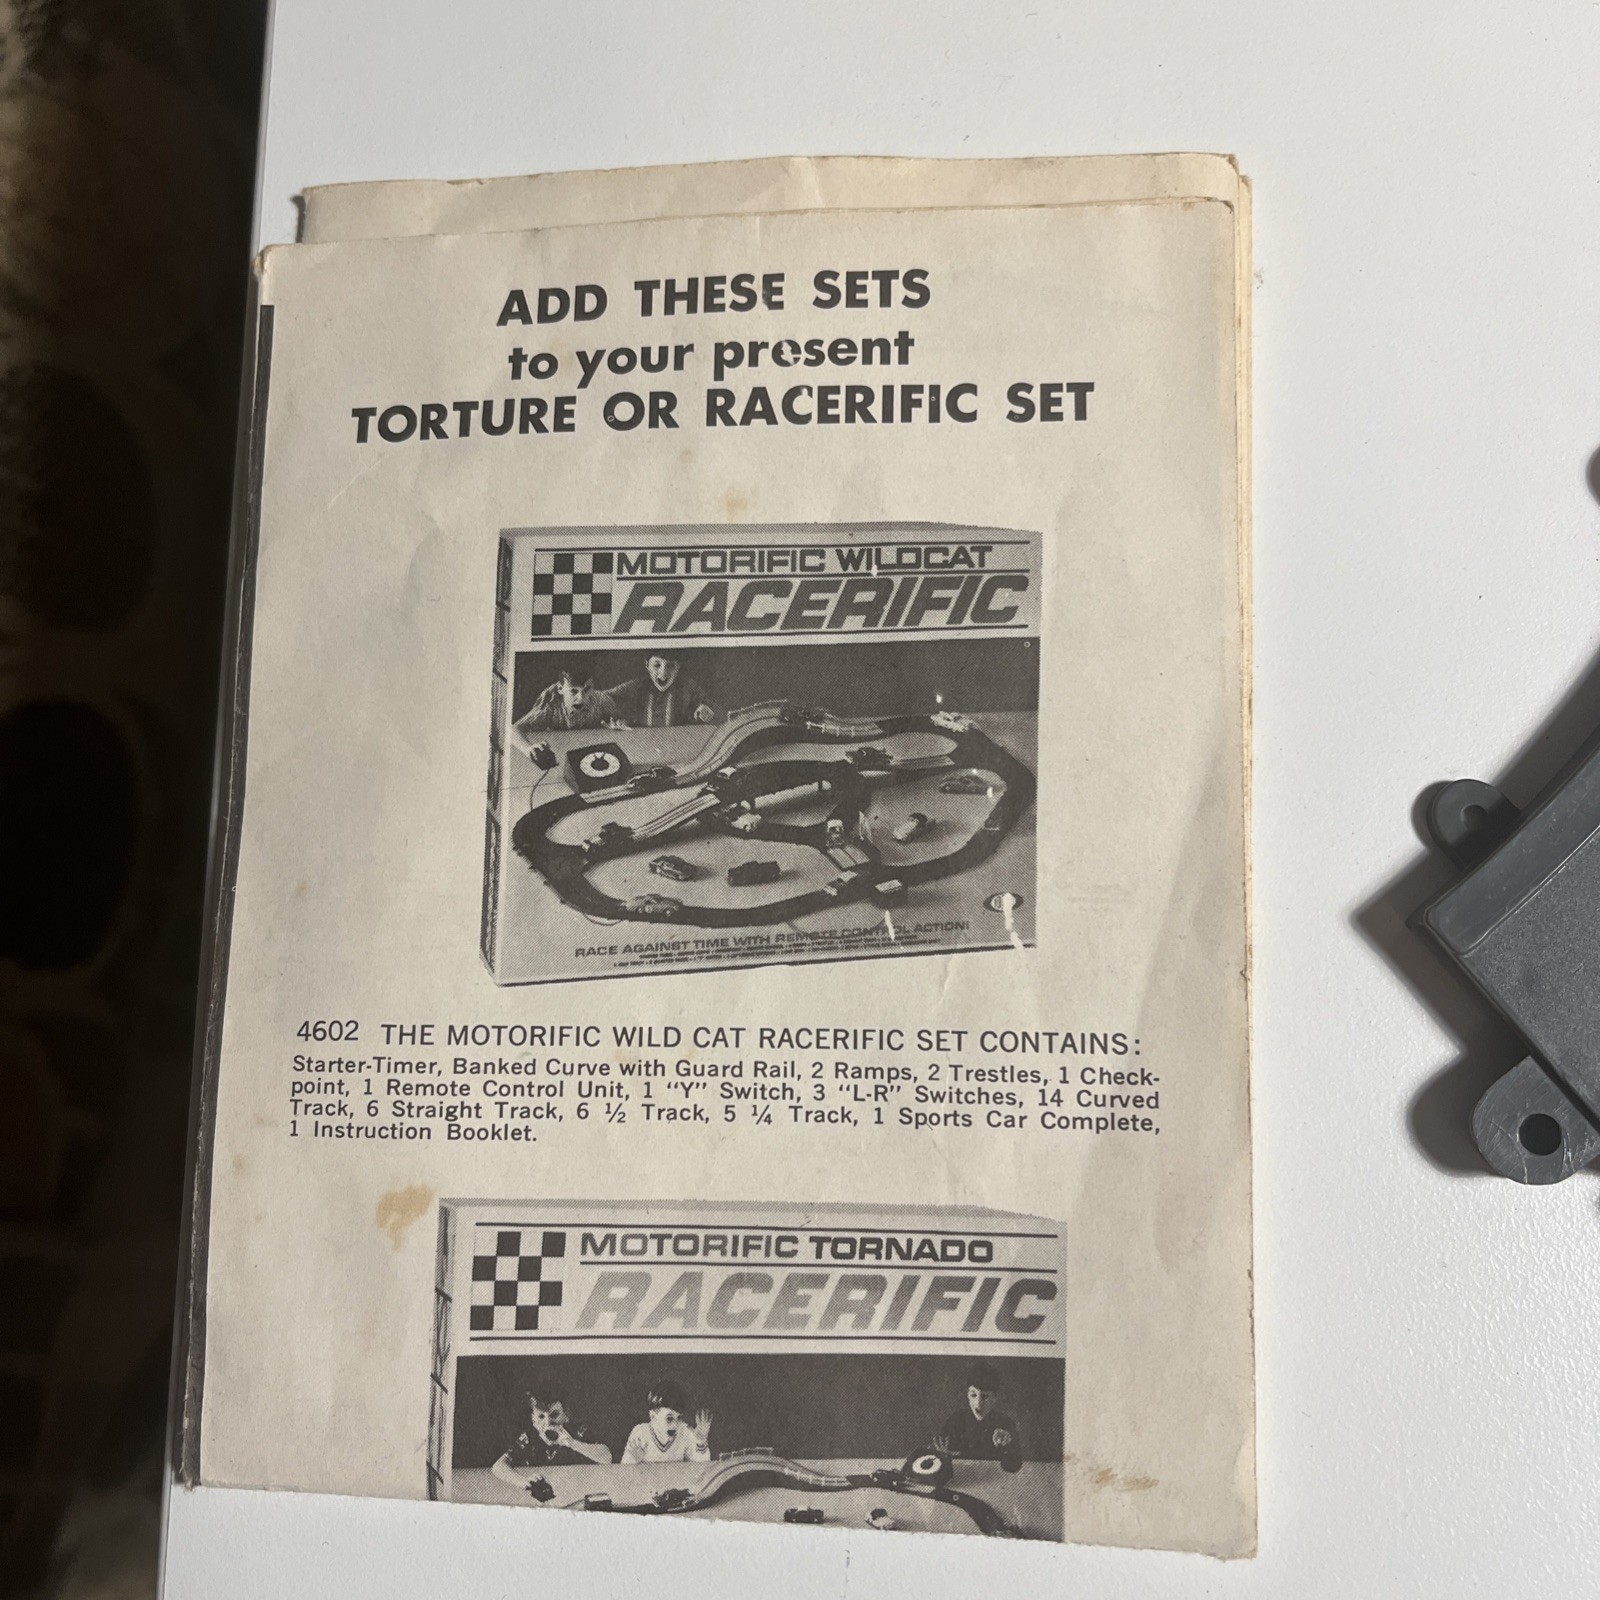 ADD THESE SETS
to your present
TORTURE OR RACERIFIC SET
MOTORIFIC WILDCAT
RACERIFIC
RACE AGAINST TIME WITH REMOTE CONTROL ACTION!
4602 THE MOTORIFIC WILD CAT RACERIFIC SET CONTAINS:
Starter-Timer, Banked Curve with Guard Rail, 2 Ramps, 2 Trestles, 1 Check-
point, 1 Remote Control Unit, 1 “Y” Switch, 3 “L-R” Switches, 14 Curved
Track, 6 Straight Track, 6 ½ Track, 5 ¼ Track, 1 Sports Car Complete,
1 Instruction Booklet.
MOTORIFIC TORNADO
RACERIFIC